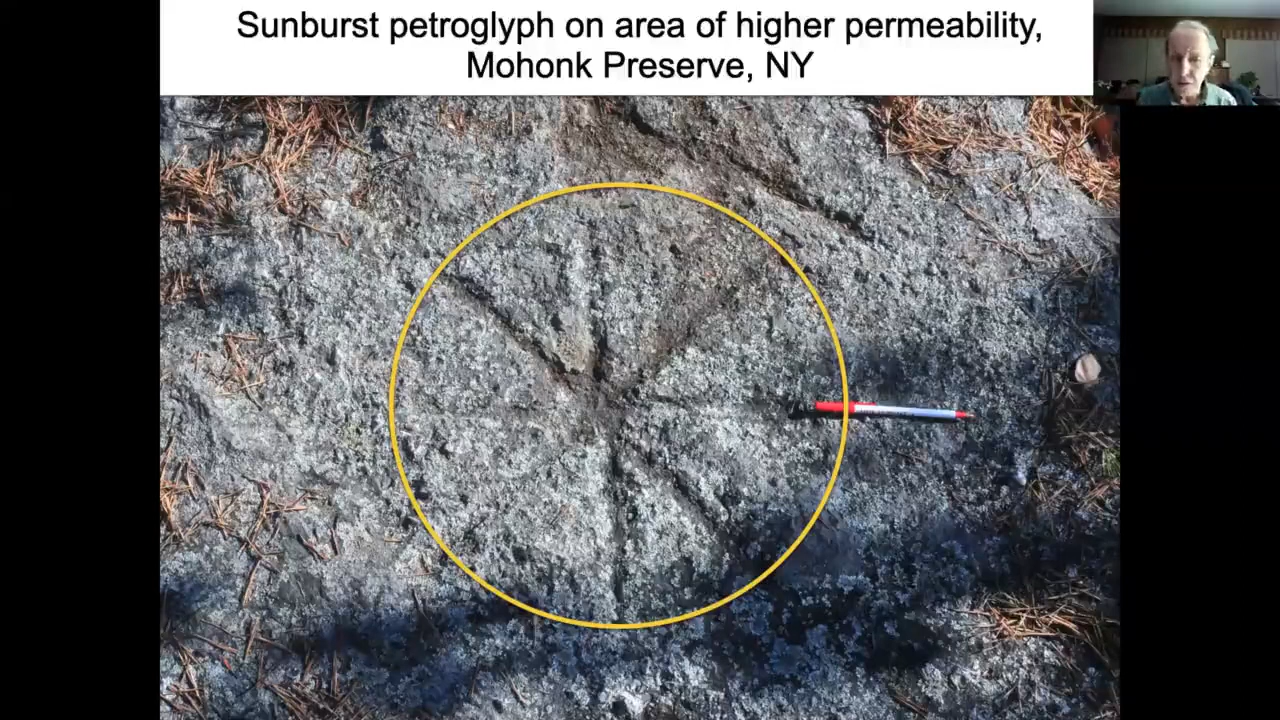 Sunburst petroglyph on area of higher permeability,
Mohonk Preserve, NY